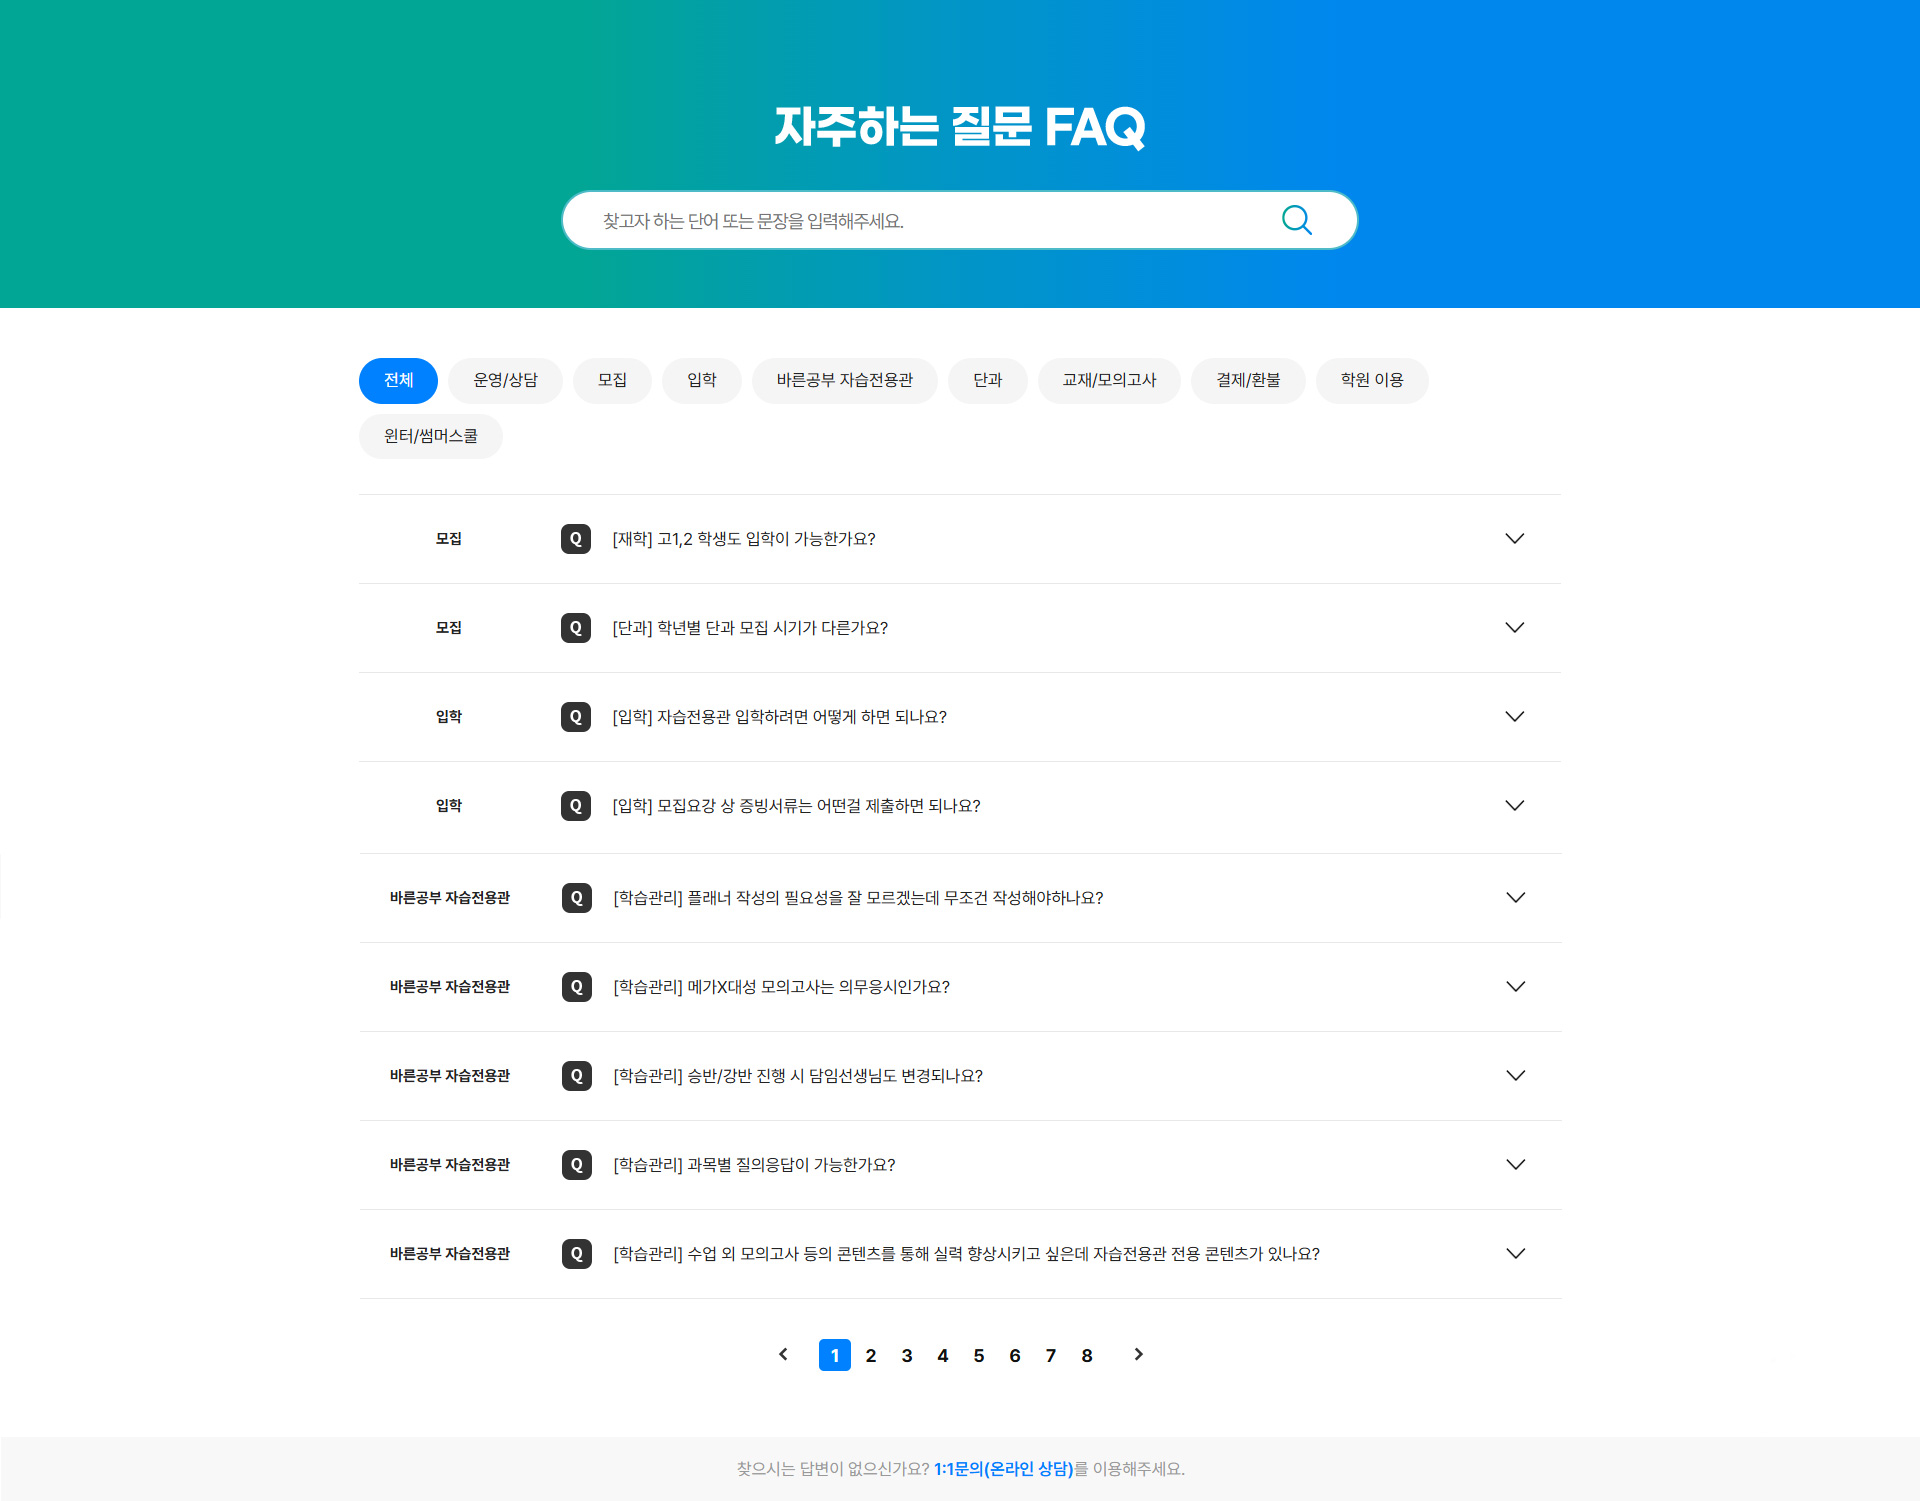 자주하는 질문 FAQ
찾고자 하는 단어 또는 문장을 입력해주세요.
전체 운영/상담 모집 입학 바른공부 자습전용관 단과 교재/모의고사 결제/환불 학원 이용
윈터/썸머스쿨
모집 Q [재학] 고1,2 학생도 입학이 가능한가요?
모집 Q [단과] 학년별 단과 모집 시기가 다른가요?
입학 Q [입학] 자습전용관 입학하려면 어떻게 하면 되나요?
입학 Q [입학] 모집요강 상 증빙서류는 어떤걸 제출하면 되나요?
바른공부 자습전용관 Q [학습관리] 플래너 작성의 필요성을 잘 모르겠는데 무조건 작성해야하나요?
바른공부 자습전용관 Q [학습관리] 메가X대성 모의고사는 의무응시인가요?
바른공부 자습전용관 Q [학습관리] 승반/강반 진행 시 담임선생님도 변경되나요?
바른공부 자습전용관 Q [학습관리] 과목별 질의응답이 가능한가요?
바른공부 자습전용관 Q [학습관리] 수업 외 모의고사 등의 콘텐츠를 통해 실력 향상시키고 싶은데 자습전용관 전용 콘텐츠가 있나요?
1 2 3 4 5 6 7 8
찾으시는 답변이 없으신가요? 1:1문의(온라인 상담)를 이용해주세요.